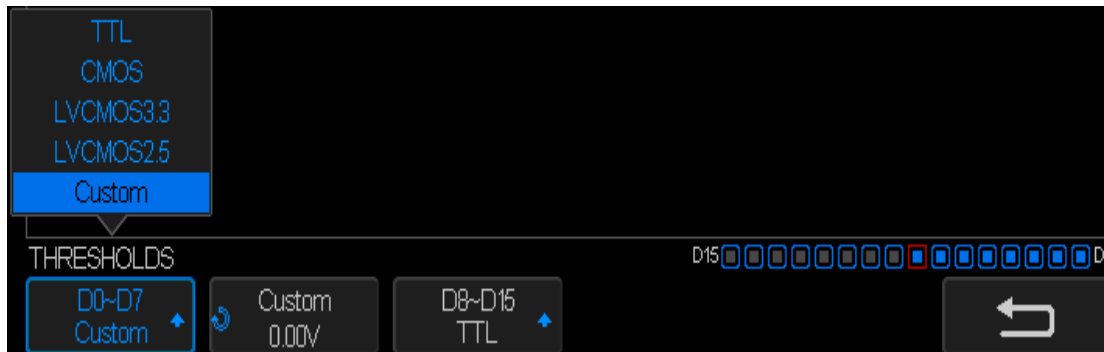 TTL
CMOS
LVCMOS3.3
LVCMOS2.5
Custom
THRESHOLDS
D15
D
D0~D7
Custom
Custom
0.00V
D8~D15
TTL